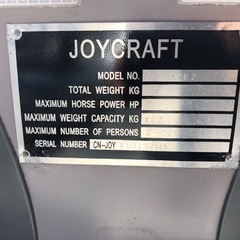 JOYCRAFT
MODEL NO.
TOTAL WEIGHT KG
MAXIMUM HORSE POWER HP
MAXIMUM WEIGHT CAPACITY KG
MAXIMUM NUMBER OF PERSONS
SERIAL NUMBER CN-JOY